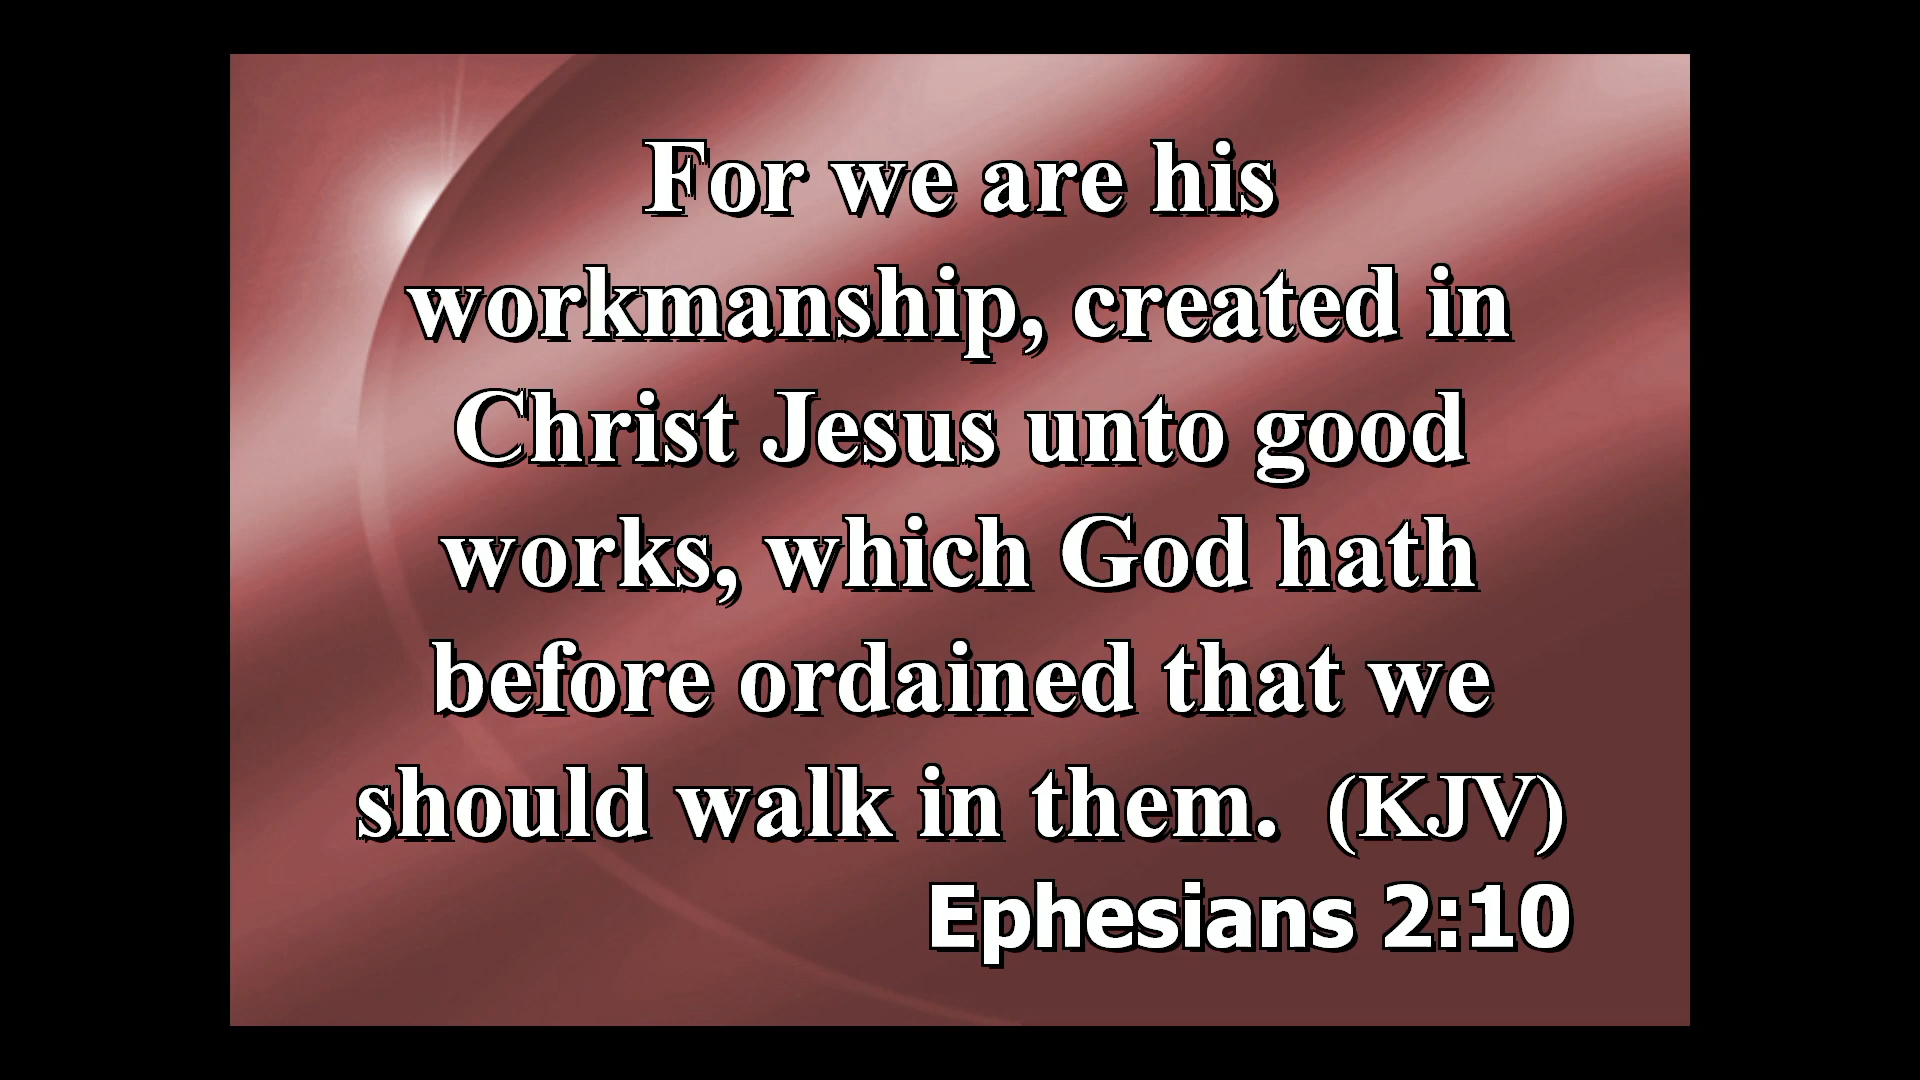 For we are his
workmanship, created in
Christ Jesus unto good
works, which God hath
before ordained that we
should walk in them. (KJV)
Ephesians 2:10